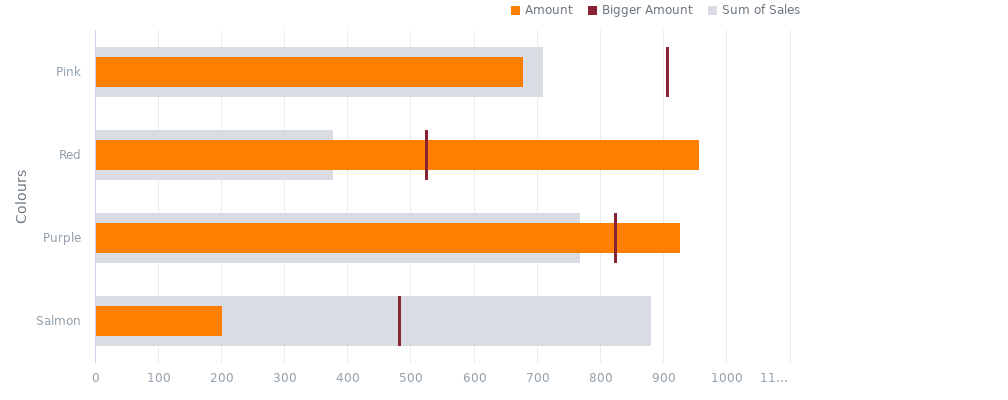 Amount Bigger Amount Sum of Sales
Colours
Pink
Red
Purple
Salmon
0 100 200 300 400 500 600 700 800 900 1000 11...